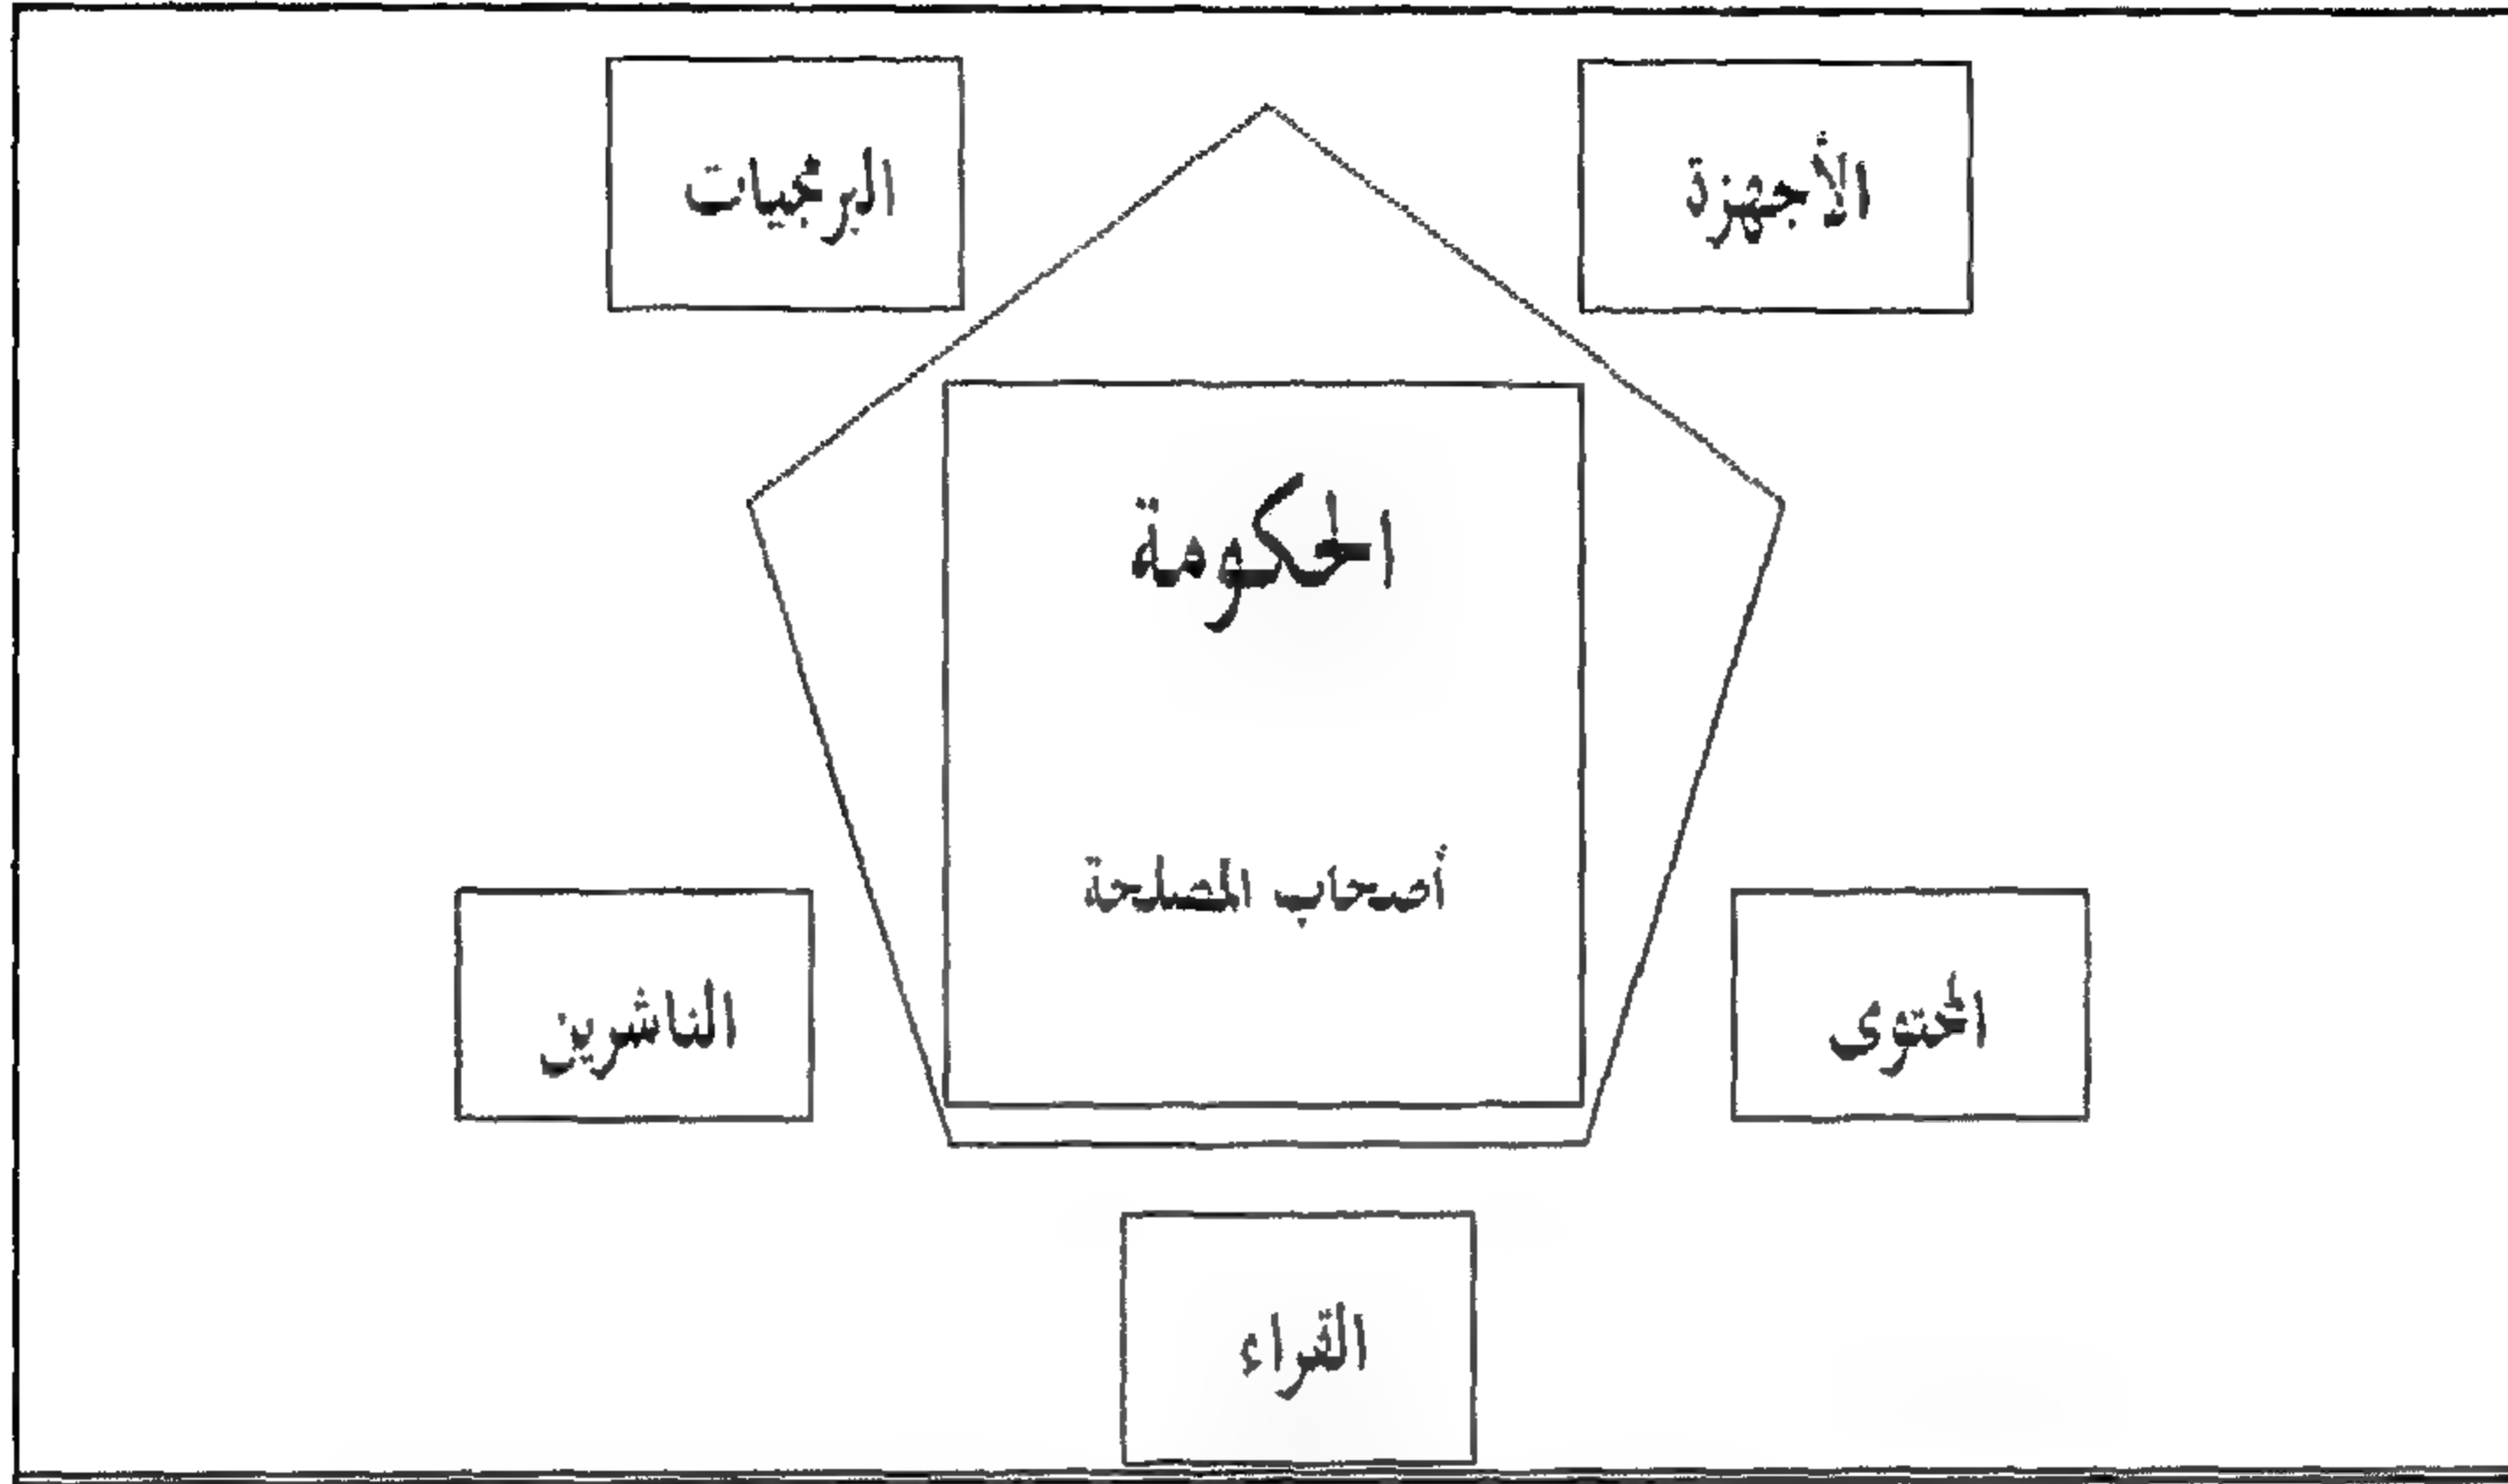 الأجهزة
البرمجيات
الحكومة
أصحاب المصلحة
المحتوى
الناشرين
القراء